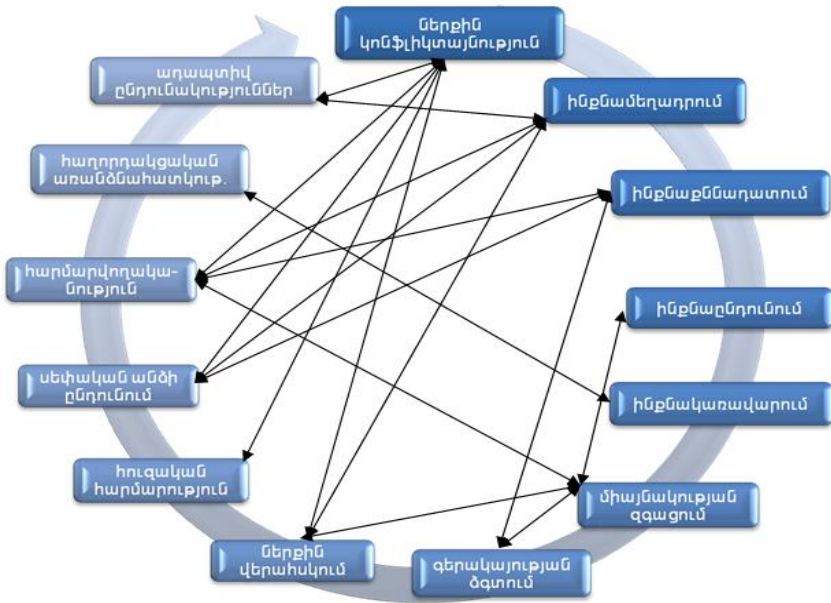 ներքին
կոնֆլիկտայնություն
ինքնամեղադրում
ինքնաքննադատում
ինքնաընդունում
ինքնակառավարում
միայնակության
զգացում
գերակայության
ձգտում
ներքին
վերահսկում
հուզական
հարմարություն
սեփական անձի
ընդունում
հարմարվողակա-
նություն
հաղորդակցական
առանձնահատկութ.
ադապտիվ
ընդունակություններ